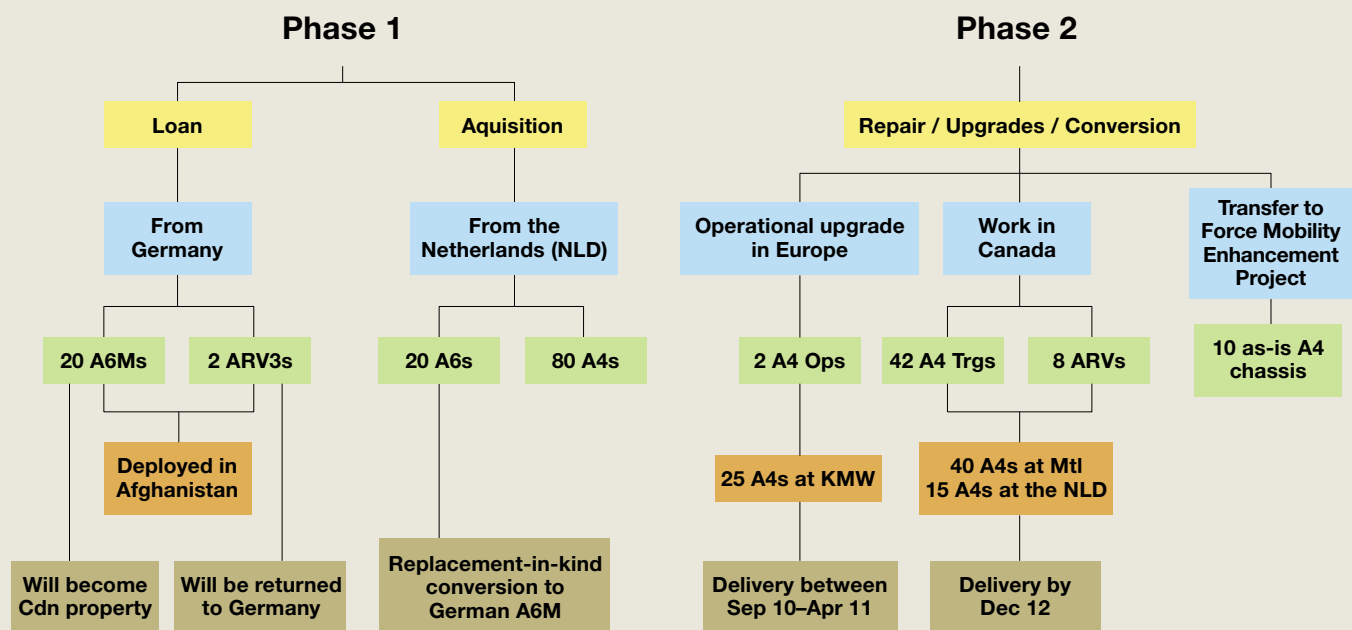 Phase 1
Loan
Aquisition
From
Germany
From the
Netherlands (NLD)
20 A6Ms
2 ARV3s
20 A6s
80 A4s
Deployed in
Afghanistan
Will become
Cdn property
Will be returned
to Germany
Replacement-in-kind
conversion to
German A6M
Phase 2
Repair / Upgrades / Conversion
Operational upgrade
in Europe
Work in
Canada
Transfer to
Force Mobility
Enhancement
Project
2 A4 Ops
42 A4 Trgs
8 ARVs
10 as-is A4
chassis
25 A4s at KMW
40 A4s at Mtl
15 A4s at the NLD
Delivery between
Sep 10–Apr 11
Delivery by
Dec 12